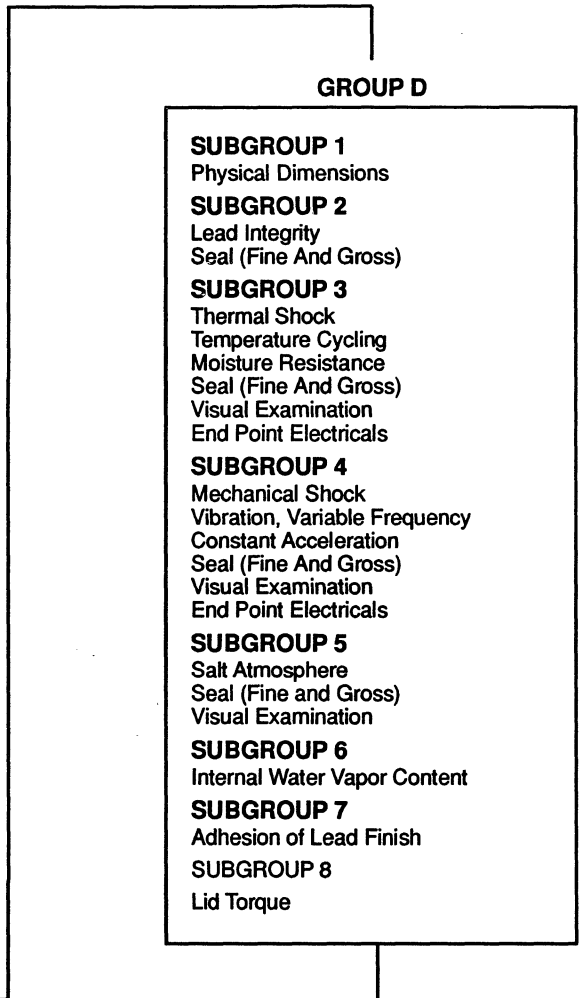 GROUP D
SUBGROUP 1
Physical Dimensions
SUBGROUP 2
Lead Integrity
Seal (Fine And Gross)
SUBGROUP 3
Thermal Shock
Temperature Cycling
Moisture Resistance
Seal (Fine And Gross)
Visual Examination
End Point Electricals
SUBGROUP 4
Mechanical Shock
Vibration, Variable Frequency
Constant Acceleration
Seal (Fine And Gross)
Visual Examination
End Point Electricals
SUBGROUP 5
Salt Atmosphere
Seal (Fine and Gross)
Visual Examination
SUBGROUP 6
Internal Water Vapor Content
SUBGROUP 7
Adhesion of Lead Finish
SUBGROUP 8
Lid Torque